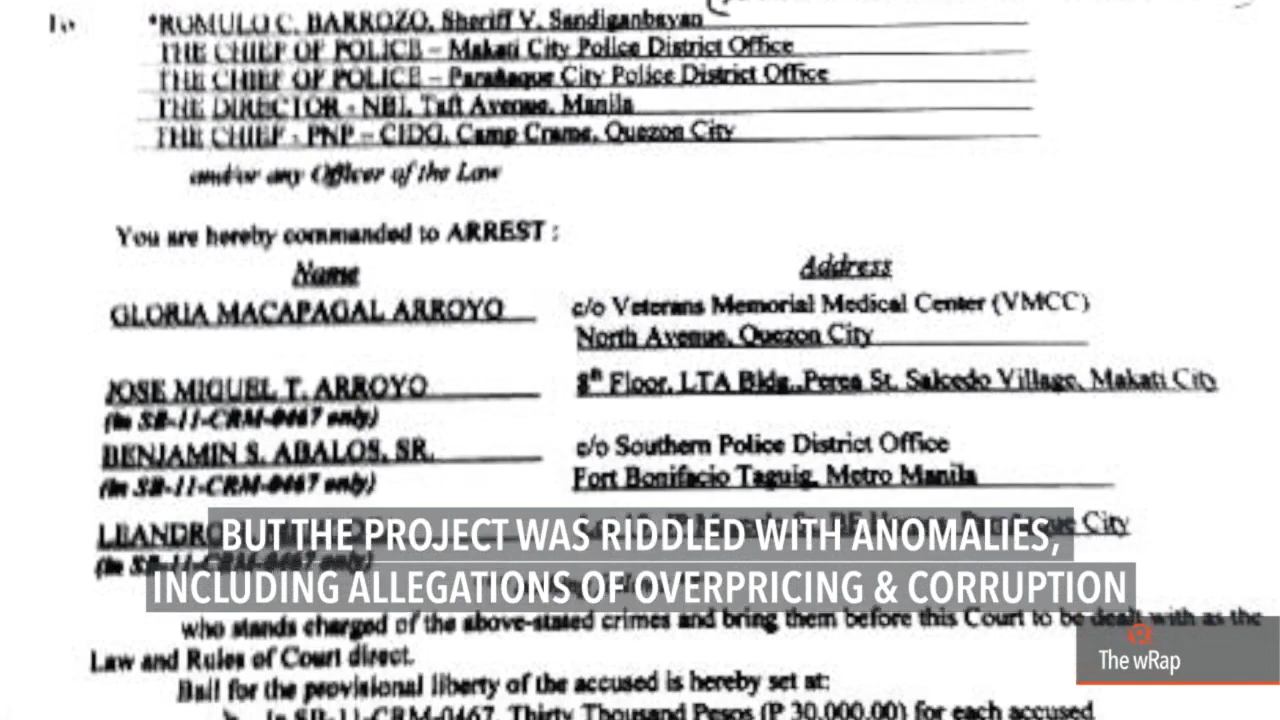 To
*ROMULO C. BARROZO, Sheriff V, Sandiganbayan
THE CHIEF OF POLICE – Makati City Police District Office
THE CHIEF OF POLICE – Parañaque City Police District Office
THE DIRECTOR - NBI, Taft Avenue, Manila
THE CHIEF - PNP – CIDG, Camp Crame, Quezon City
and/or any Officer of the Law
You are hereby commanded to ARREST :
Name Address
GLORIA MACAPAGAL ARROYO c/o Veterans Memorial Medical Center (VMCC)
North Avenue, Quezon City
JOSE MIGUEL T. ARROYO 8th Floor, LTA Bldg.,Perea St. Salcedo Village, Makati City
(in SB-11-CRM-0467 only)
BENJAMIN S. ABALOS, SR. c/o Southern Police District Office
(in SB-11-CRM-0467 only) Fort Bonifacio Taguig, Metro Manila
LEANDRO City
(in SB-11-CRM-0467 only)
BUT THE PROJECT WAS RIDDLED WITH ANOMALIES,
INCLUDING ALLEGATIONS OF OVERPRICING & CORRUPTION
who stands charged of the above-stated crimes and bring them before this Court to be dealt with as the
Law and Rules of Court direct.
Bail for the provisional liberty of the accused is hereby set at:
In SB-11-CRM-0467, Thirty Thousand Pesos (P 30,000.00) for each accused
The wRap